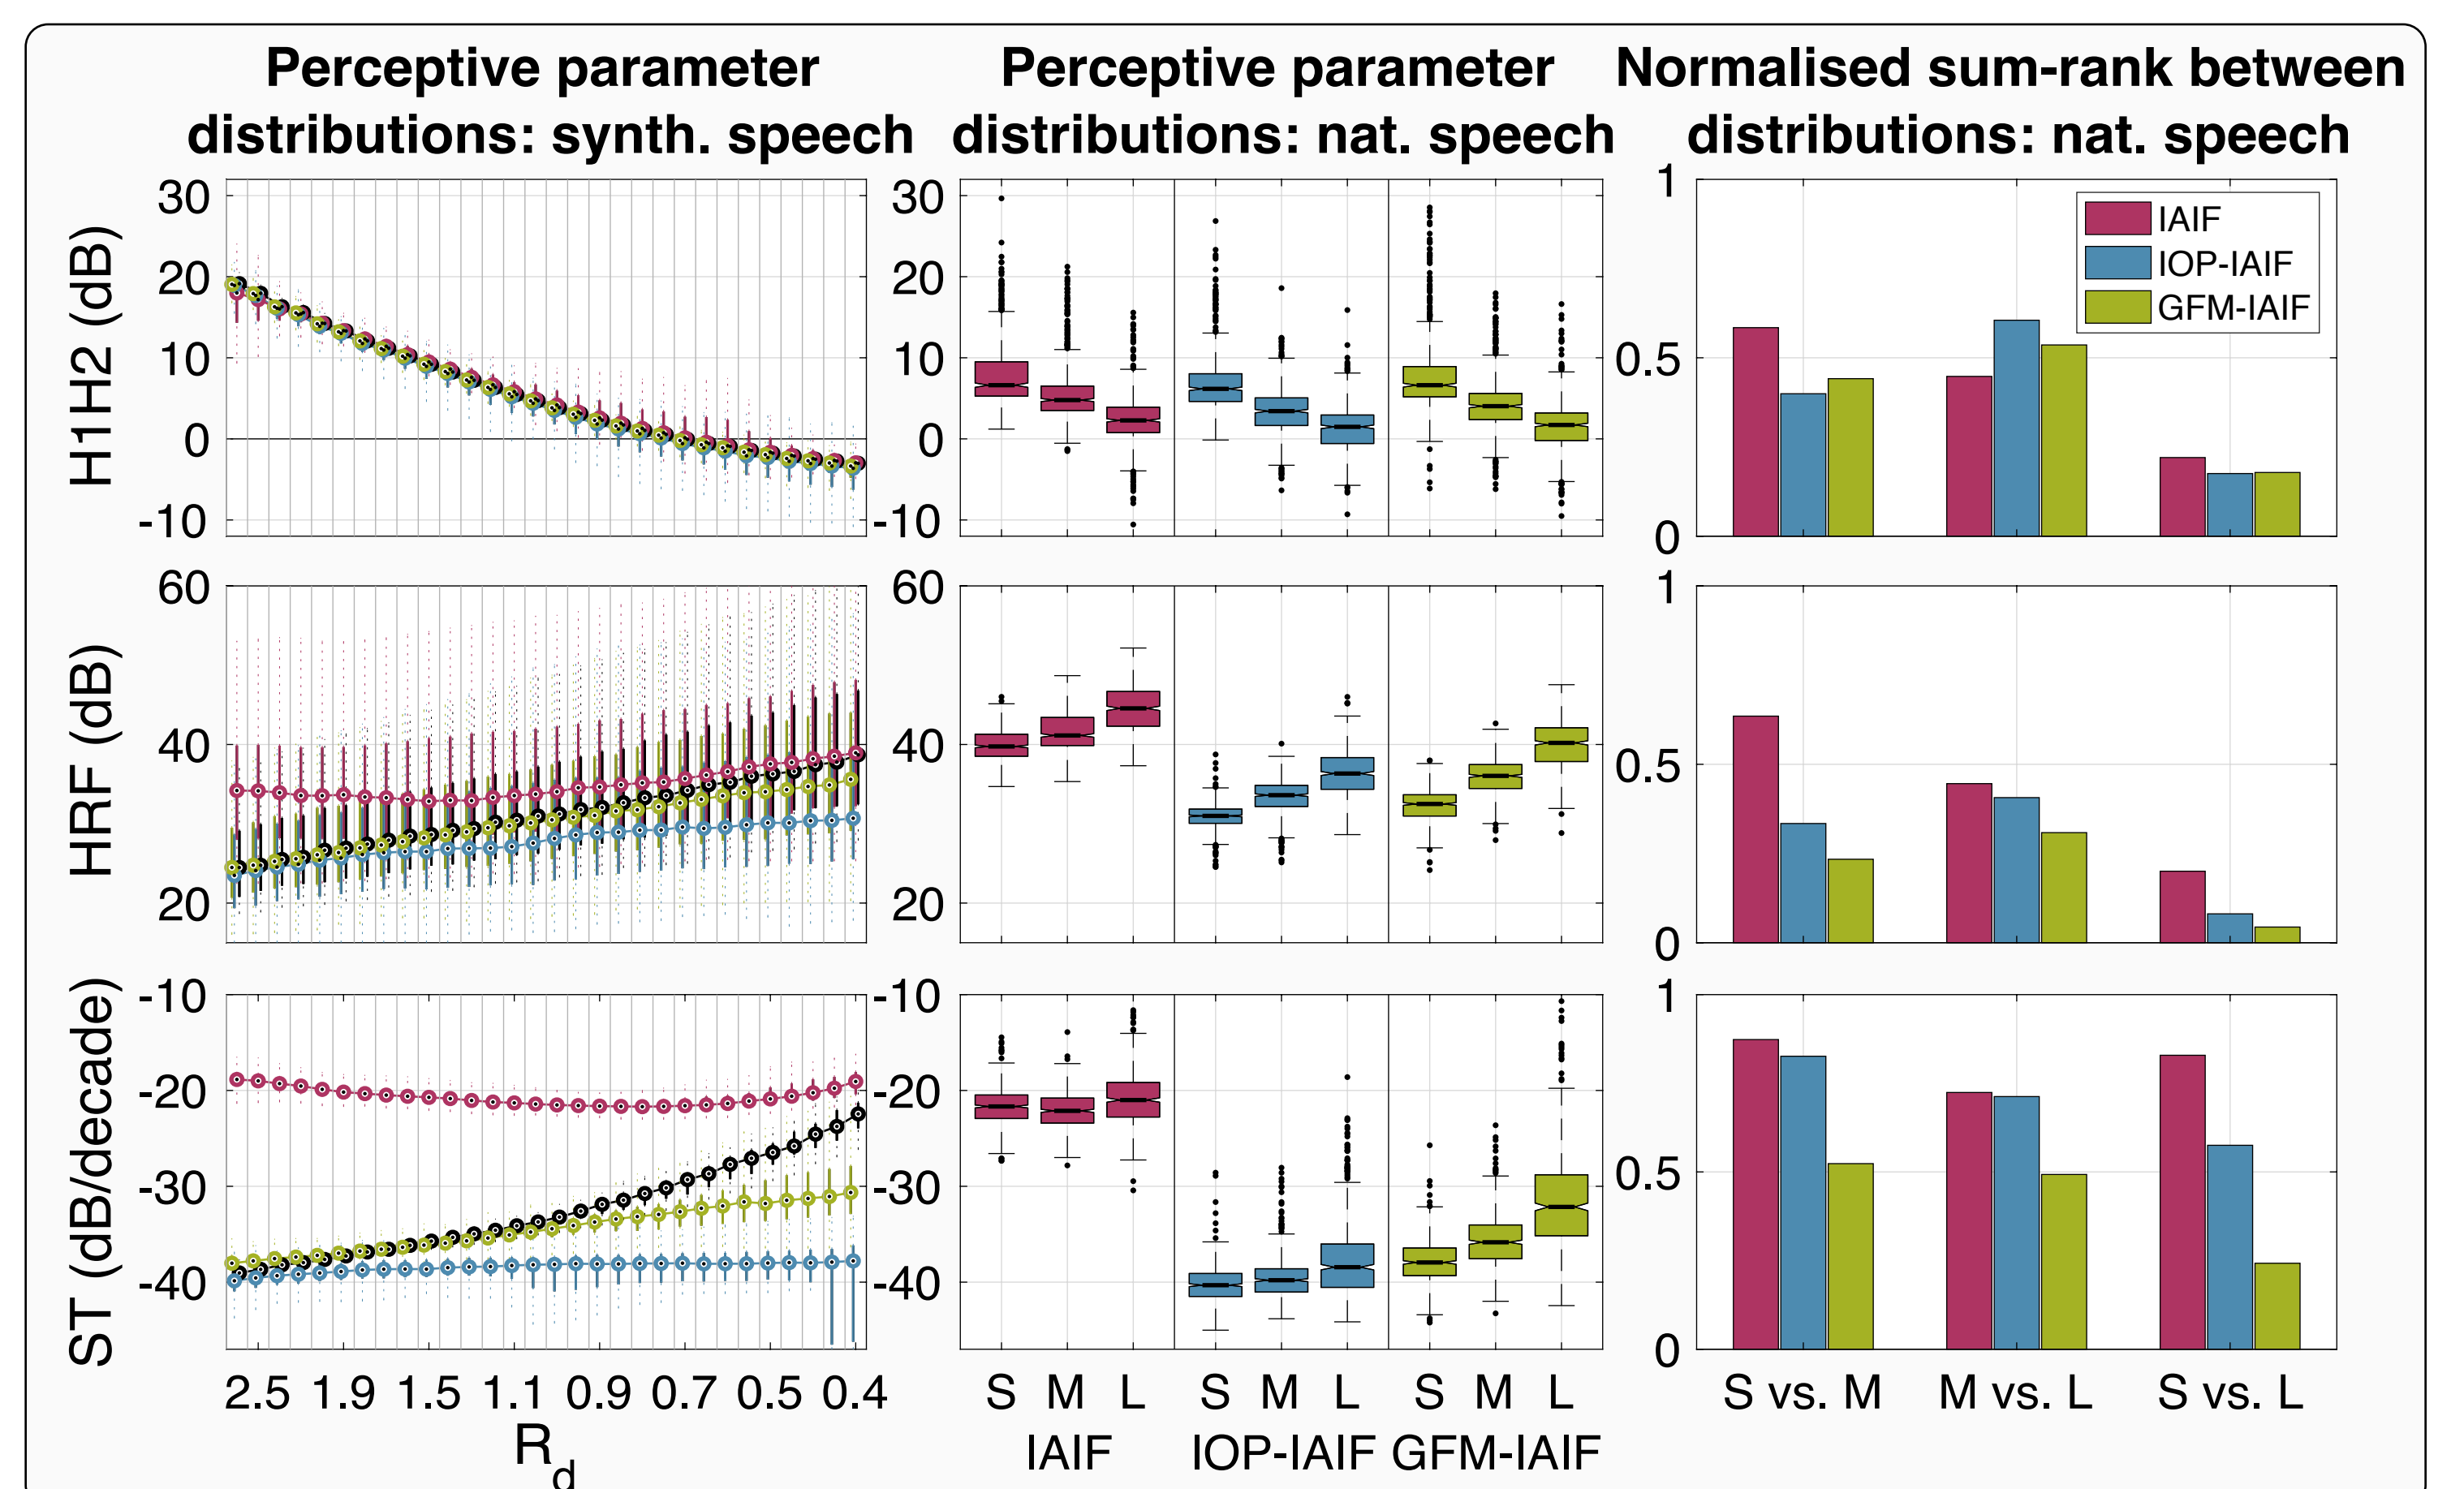 Perceptive parameter
distributions: synth. speech
Perceptive parameter
distributions: nat. speech
Normalised sum-rank between
distributions: nat. speech
H1H2 (dB)
30
20
10
0
-10
30
20
10
0
-10
1
0.5
0
IAIF
IOP-IAIF
GFM-IAIF
HRF (dB)
60
40
20
60
40
20
1
0.5
0
ST (dB/decade)
-10
-20
-30
-40
-10
-20
-30
-40
1
0.5
0
2.5 1.9 1.5 1.1 0.9 0.7 0.5 0.4
R_d
S M L S M L S M L
IAIF IOP-IAIF GFM-IAIF
S vs. M M vs. L S vs. L